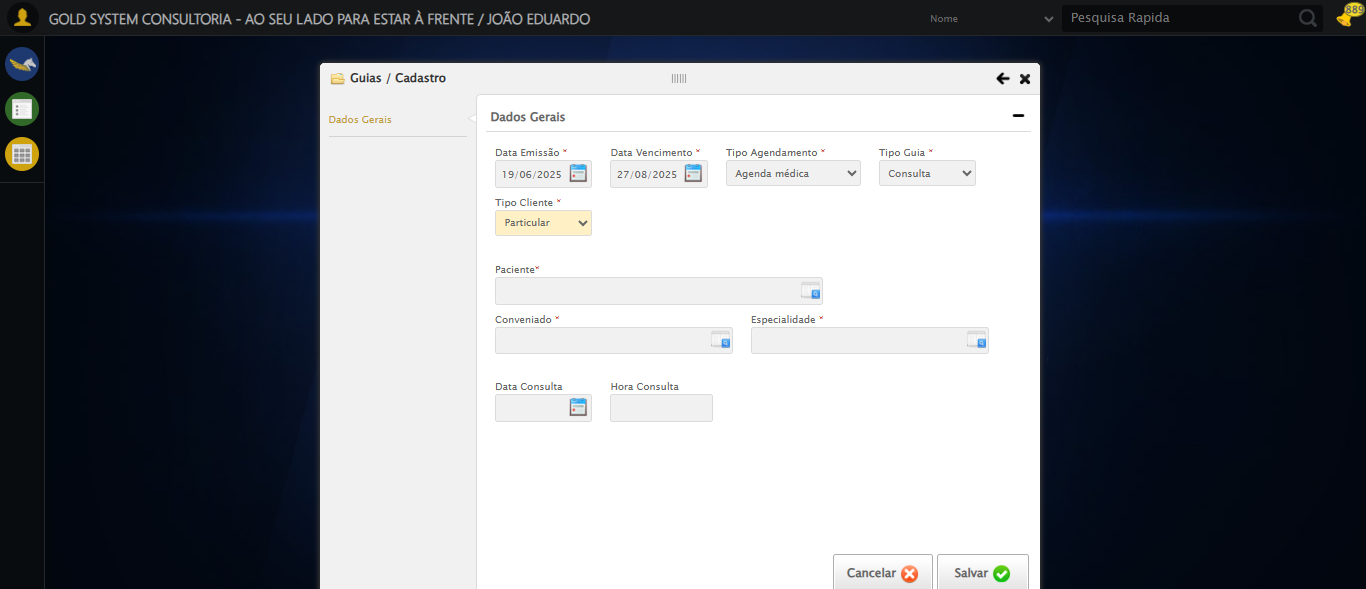 GOLD SYSTEM CONSULTORIA - AO SEU LADO PARA ESTAR À FRENTE / JOÃO EDUARDO
Nome
Pesquisa Rapida
889
Guias / Cadastro
Dados Gerais
Dados Gerais
Data Emissão * Data Vencimento * Tipo Agendamento * Tipo Guia *
19/06/2025 27/08/2025 Agenda médica Consulta
Tipo Cliente *
Particular
Paciente*
Conveniado * Especialidade *
Data Consulta Hora Consulta
Cancelar Salvar